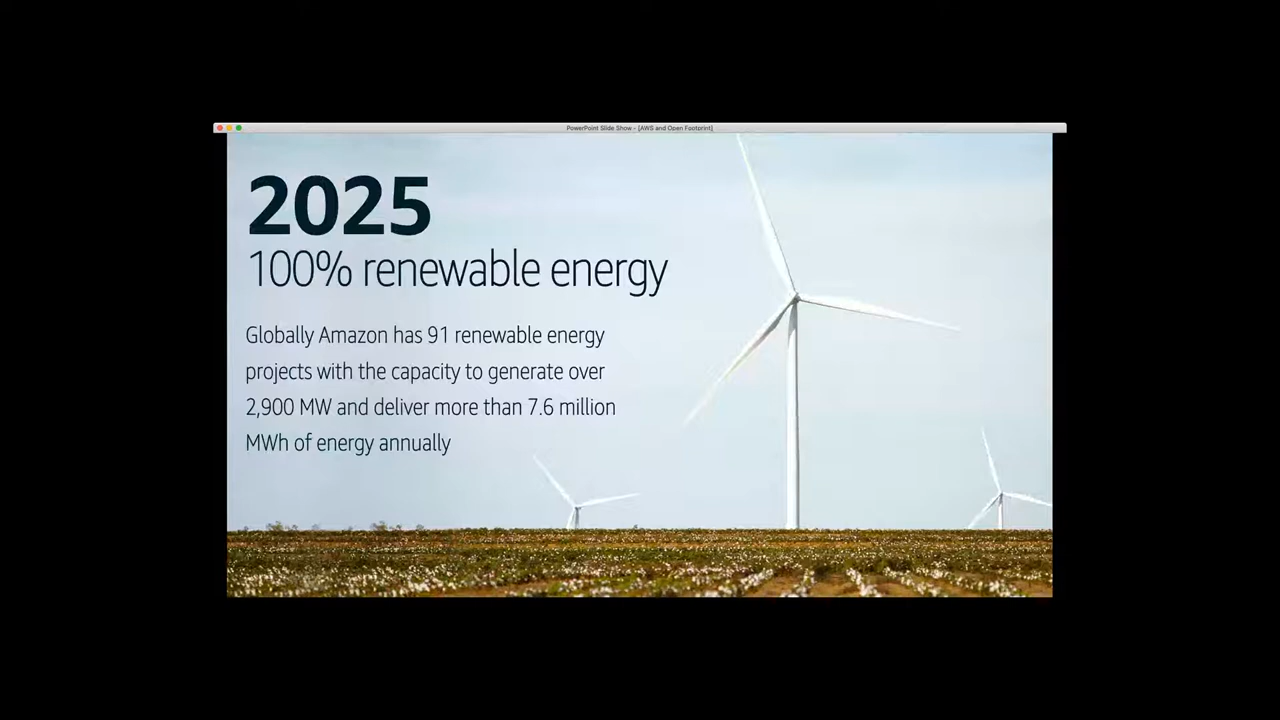 PowerPoint Slide Show - [AWS and Open Footprint]
2025
100% renewable energy
Globally Amazon has 91 renewable energy
projects with the capacity to generate over
2,900 MW and deliver more than 7.6 million
MWh of energy annually